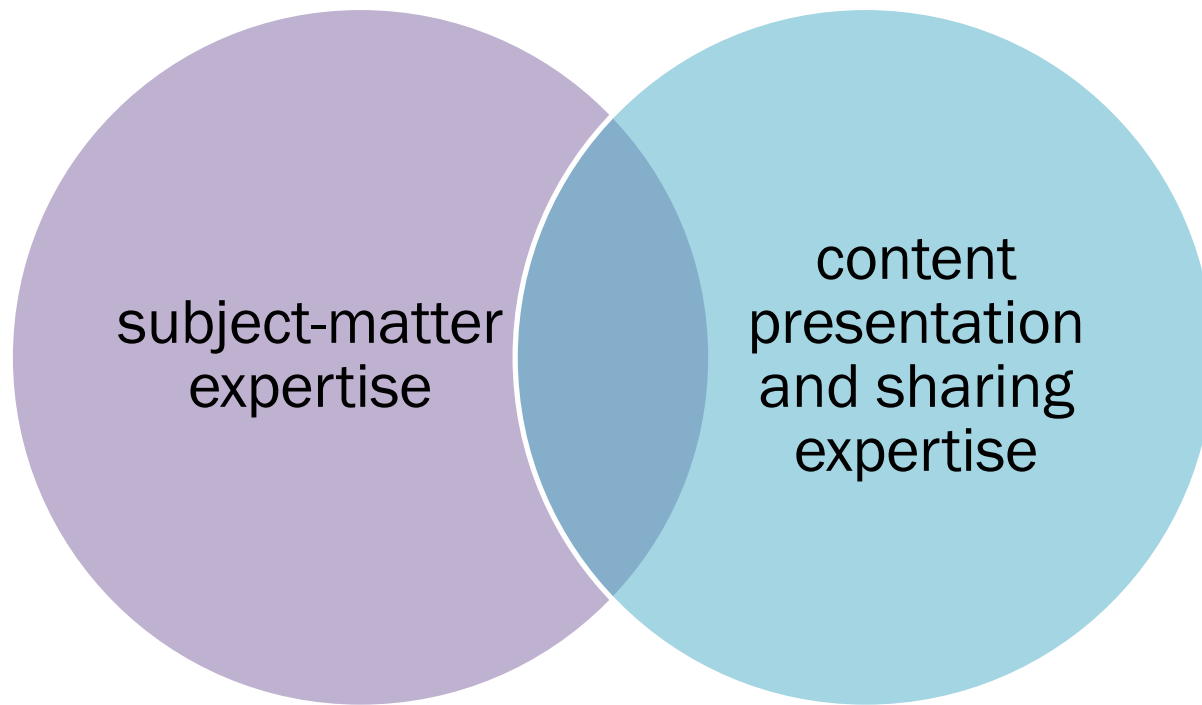 subject-matter
expertise
content
presentation
and sharing
expertise